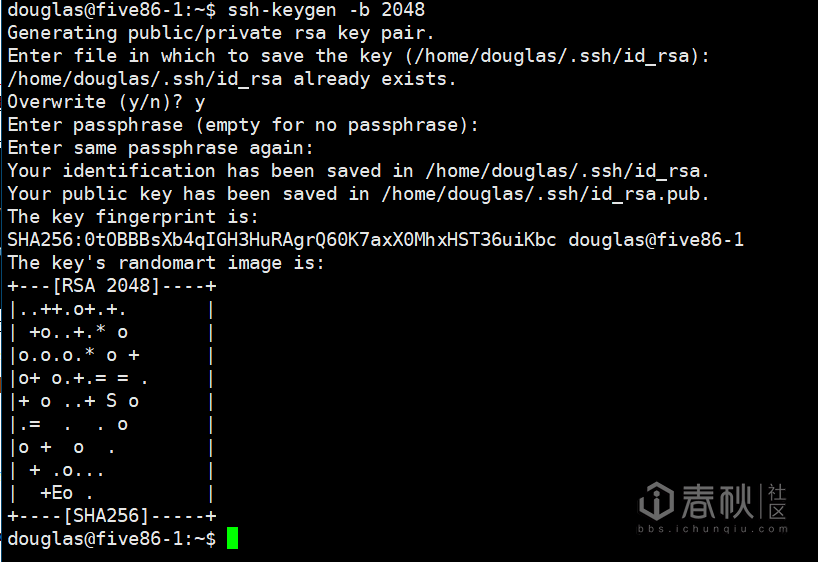 douglas@five86-1:~$ ssh-keygen -b 2048
Generating public/private rsa key pair.
Enter file in which to save the key (/home/douglas/.ssh/id_rsa):
/home/douglas/.ssh/id_rsa already exists.
Overwrite (y/n)? y
Enter passphrase (empty for no passphrase):
Enter same passphrase again:
Your identification has been saved in /home/douglas/.ssh/id_rsa.
Your public key has been saved in /home/douglas/.ssh/id_rsa.pub.
The key fingerprint is:
SHA256:0tOBBBsXb4qIGH3HuRAgrQ60K7axX0MhxHST36uiKbc douglas@five86-1
The key's randomart image is:
+---[RSA 2048]----+
|..++.o+.+.       |
| +o..+.* o       |
|o.o.o.* o +      |
|o+ o.+.= = .     |
|+ o ..+ S o      |
|.=  .  . o       |
|o +  o  .        |
| + .o...         |
|  +Eo .          |
+----[SHA256]-----+
douglas@five86-1:~$
春秋 社区
bbs.ichunqiu.com